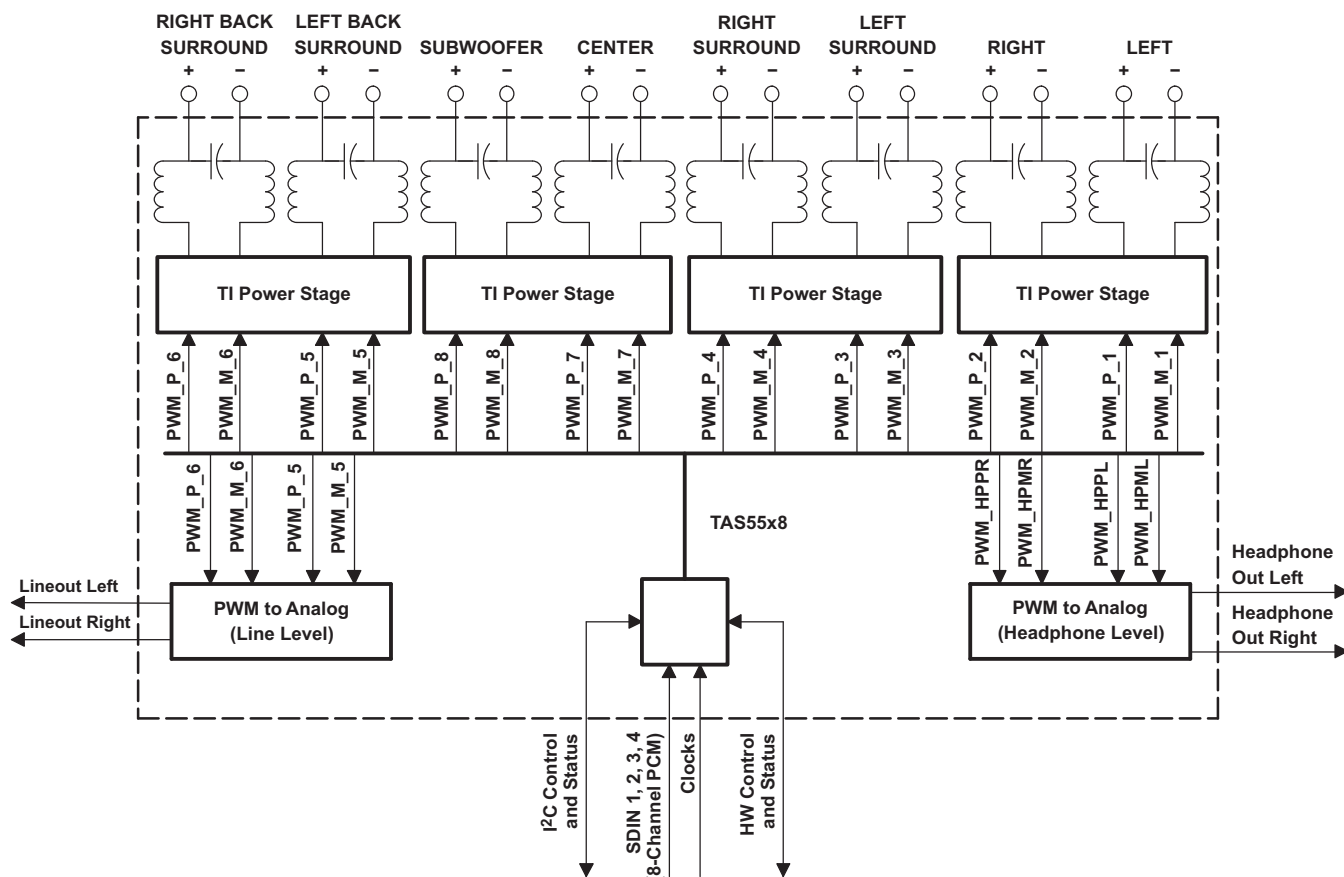 RIGHT BACK
SURROUND
LEFT BACK
SURROUND
SUBWOOFER
CENTER
RIGHT
SURROUND
LEFT
SURROUND
RIGHT
LEFT
+ − + − + − + − + − + − + − + −
TI Power Stage
TI Power Stage
TI Power Stage
TI Power Stage
PWM_P_6
PWM_M_6
PWM_P_5
PWM_M_5
PWM_P_8
PWM_M_8
PWM_P_7
PWM_M_7
PWM_P_4
PWM_M_4
PWM_P_3
PWM_M_3
PWM_P_2
PWM_M_2
PWM_P_1
PWM_M_1
PWM_P_6
PWM_M_6
PWM_P_5
PWM_M_5
PWM_HPPR
PWM_HPMR
PWM_HPPL
PWM_HPML
TAS55x8
Lineout Left
Lineout Right
PWM to Analog
(Line Level)
PWM to Analog
(Headphone Level)
Headphone
Out Left
Headphone
Out Right
I²C Control
and Status
SDIN 1, 2, 3, 4
8-Channel PCM)
Clocks
HW Control
and Status